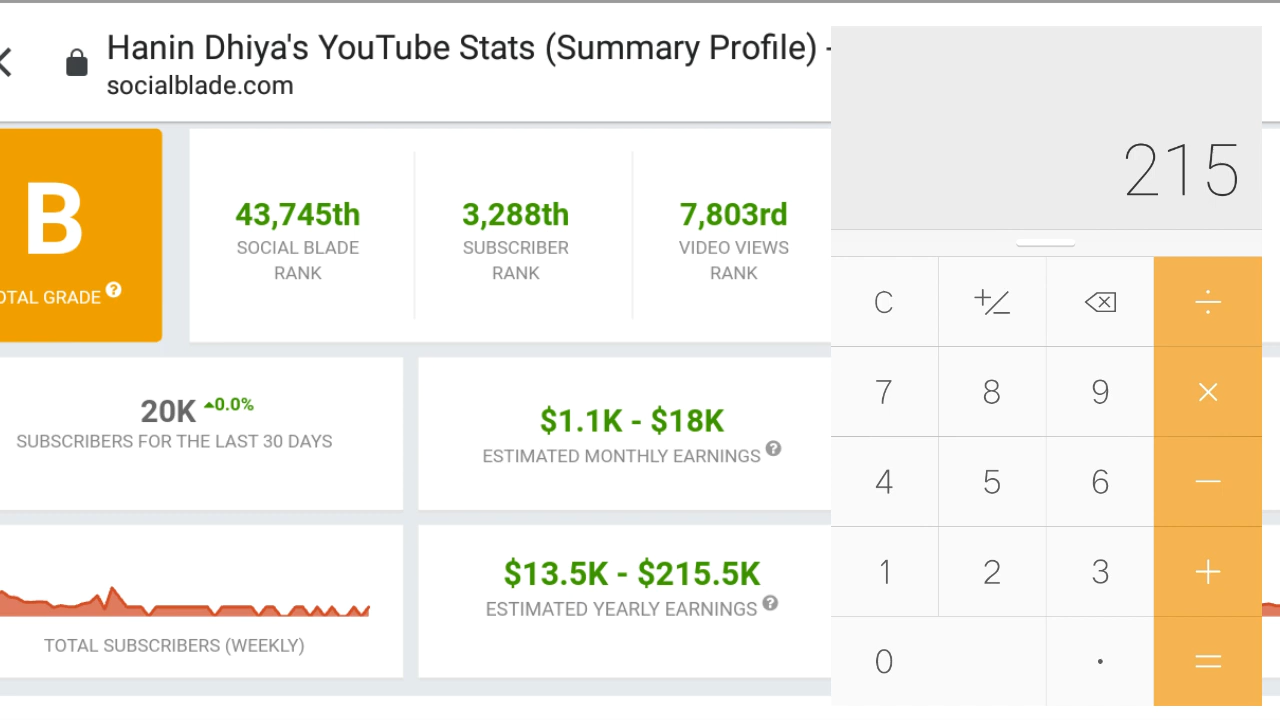 Hanin Dhiya's YouTube Stats (Summary Profile) -
socialblade.com
B
OTAL GRADE ?
43,745th
SOCIAL BLADE
RANK
3,288th
SUBSCRIBER
RANK
7,803rd
VIDEO VIEWS
RANK
20K 0.0%
SUBSCRIBERS FOR THE LAST 30 DAYS
$1.1K - $18K
ESTIMATED MONTHLY EARNINGS ?
TOTAL SUBSCRIBERS (WEEKLY)
$13.5K - $215.5K
ESTIMATED YEARLY EARNINGS ?
215
C +/− ÷
7 8 9 ×
4 5 6 −
1 2 3 +
0 . =